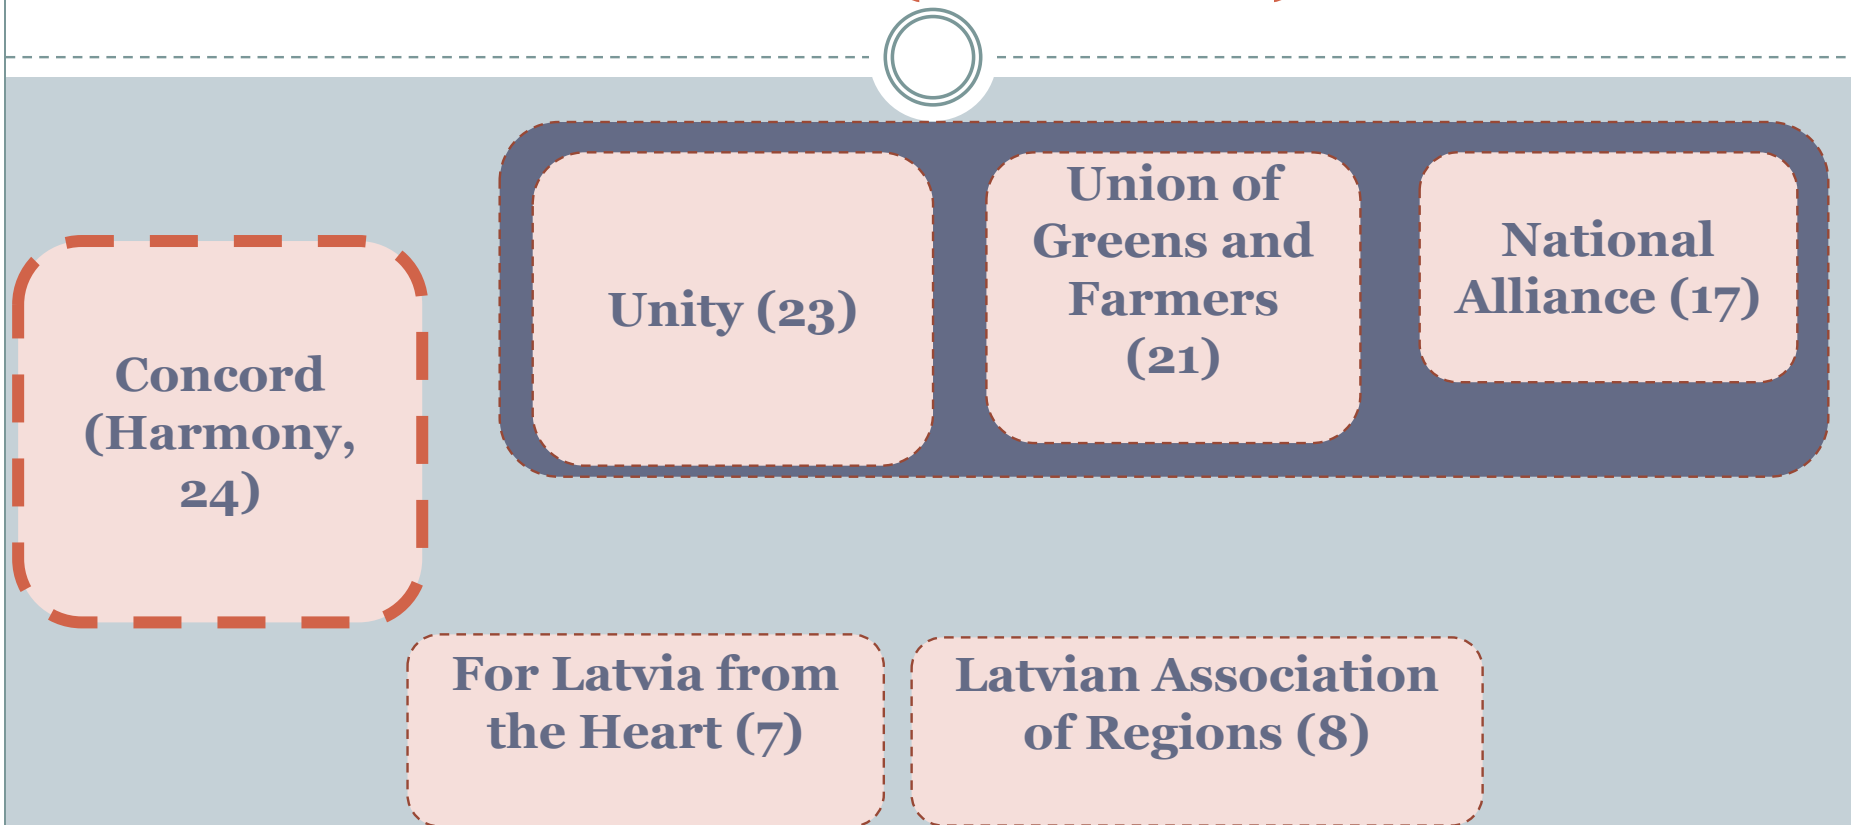 Unity (23)
Union of
Greens and
Farmers
(21)
National
Alliance (17)
Concord
(Harmony,
24)
For Latvia from
the Heart (7)
Latvian Association
of Regions (8)